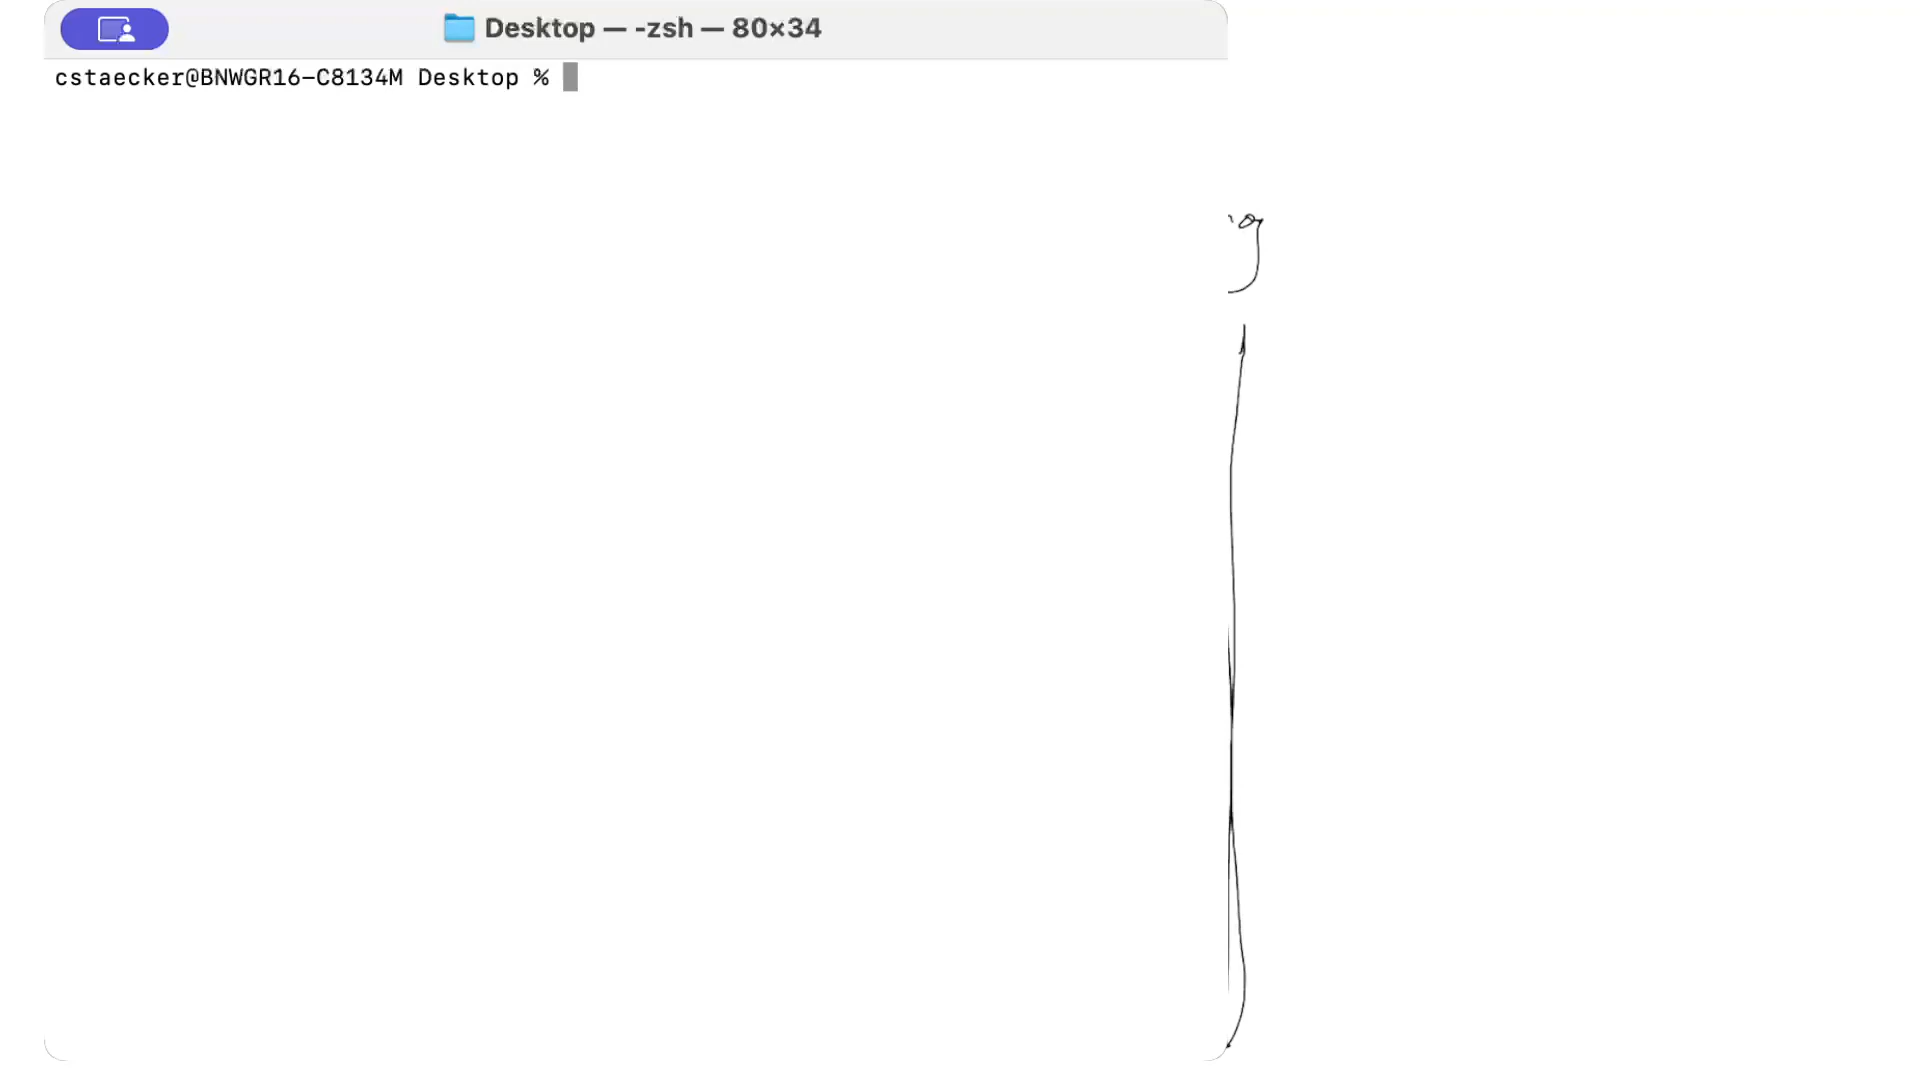 Desktop — -zsh — 80×34
cstaecker@BNWGR16-C8134M Desktop %